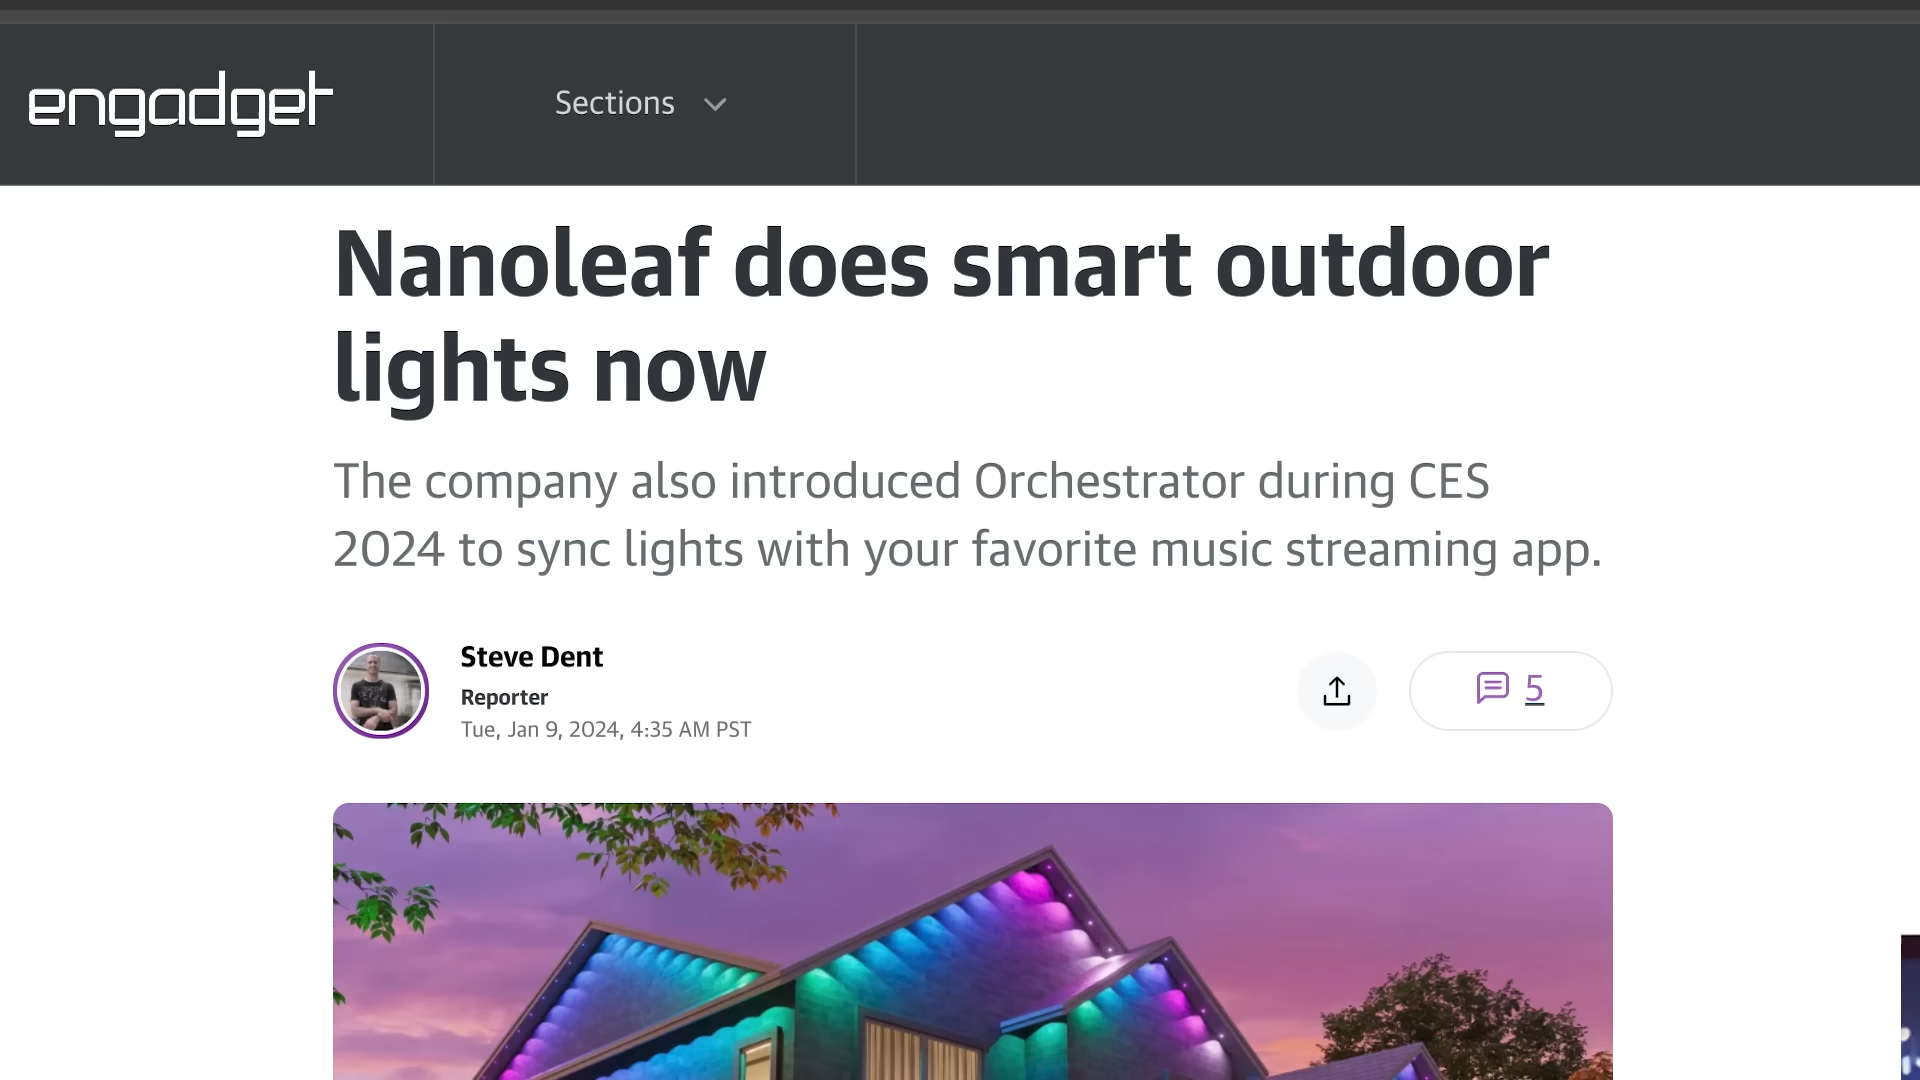 engadget
Sections
Nanoleaf does smart outdoor
lights now
The company also introduced Orchestrator during CES
2024 to sync lights with your favorite music streaming app.
Steve Dent
Reporter
Tue, Jan 9, 2024, 4:35 AM PST
5